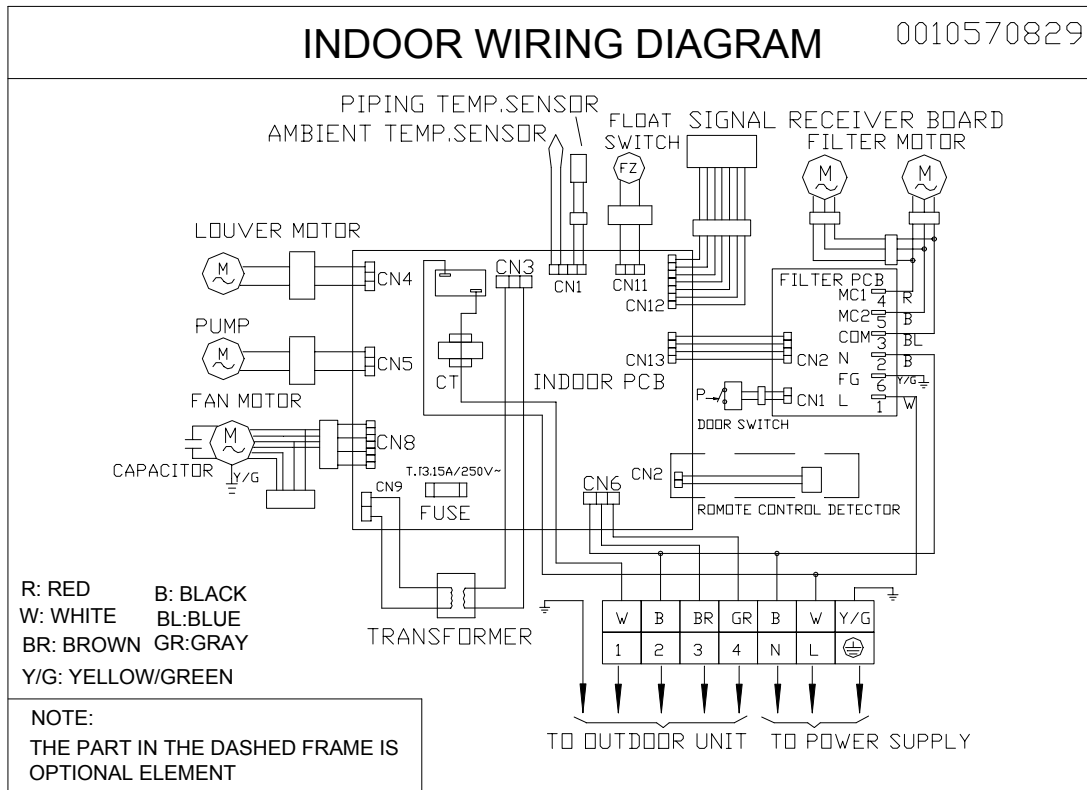 INDOOR WIRING DIAGRAM
0010570829
PIPING TEMP.SENSOR
AMBIENT TEMP.SENSOR
FLOAT
SWITCH
SIGNAL RECEIVER BOARD
FILTER MOTOR
FZ
M
M
LOUVER MOTOR
M
CN4
CN3
CN1
CN11
CN12
FILTER PCB
MC1 4 R
MC2 5 B
COM 3 BL
N 2 B
FG 6 Y/G
L 1 W
PUMP
M
CN5
CT
INDOOR PCB
CN13
CN2
P
CN1
DOOR SWITCH
FAN MOTOR
M
CN8
CAPACITOR
Y/G
CN9
FUSE
CN6
CN2
ROMOTE CONTROL DETECTOR
TRANSFORMER
R: RED
B: BLACK
W: WHITE
BL:BLUE
BR: BROWN
GR:GRAY
Y/G: YELLOW/GREEN
W B BR GR B W Y/G
1 2 3 4 N L
TO OUTDOOR UNIT
TO POWER SUPPLY
NOTE:
THE PART IN THE DASHED FRAME IS
OPTIONAL ELEMENT